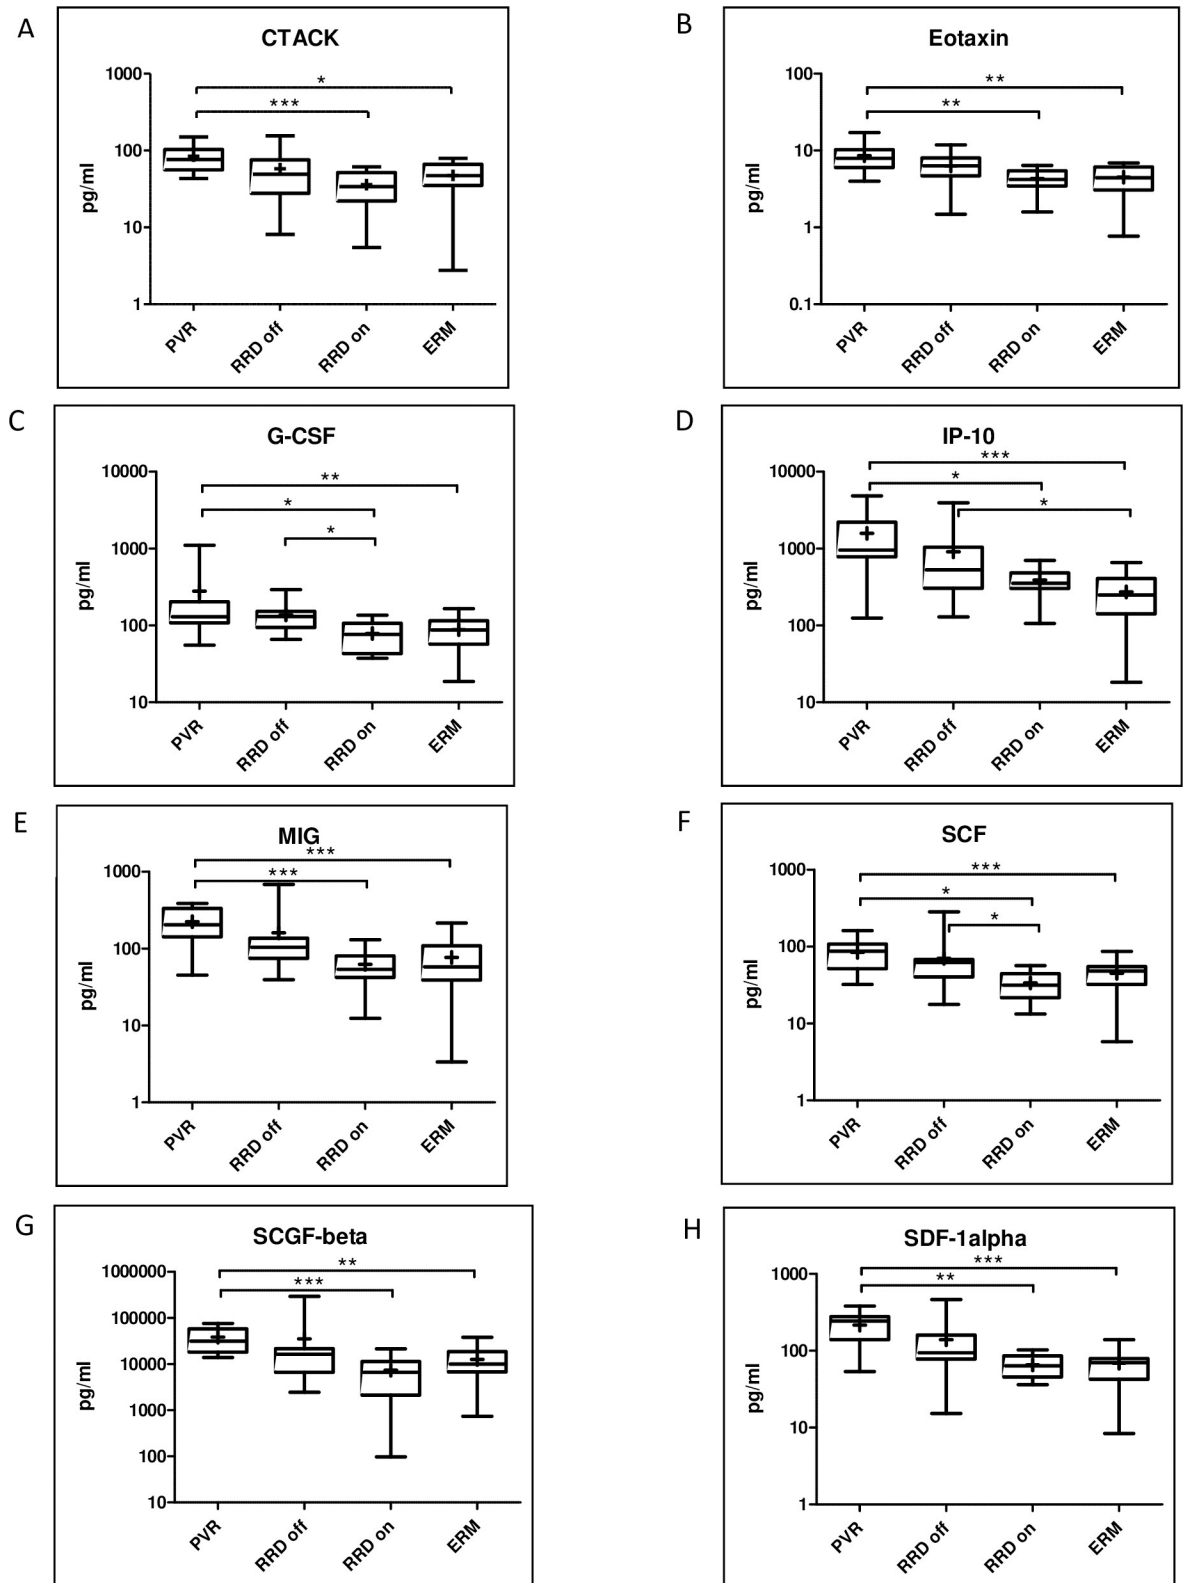 A
CTACK
1000
100
10
1
pg/ml
*
***
PVR
RRD off
RRD on
ERM
B
Eotaxin
100
10
1
0.1
pg/ml
**
**
PVR
RRD off
RRD on
ERM
C
G-CSF
10000
1000
100
10
pg/ml
**
*
*
PVR
RRD off
RRD on
ERM
D
IP-10
10000
1000
100
10
pg/ml
***
*
*
PVR
RRD off
RRD on
ERM
E
MIG
1000
100
10
1
pg/ml
***
***
PVR
RRD off
RRD on
ERM
F
SCF
1000
100
10
1
pg/ml
***
*
*
PVR
RRD off
RRD on
ERM
G
SCGF-beta
1000000
100000
10000
1000
100
10
pg/ml
**
***
PVR
RRD off
RRD on
ERM
H
SDF-1alpha
1000
100
10
1
pg/ml
***
**
PVR
RRD off
RRD on
ERM